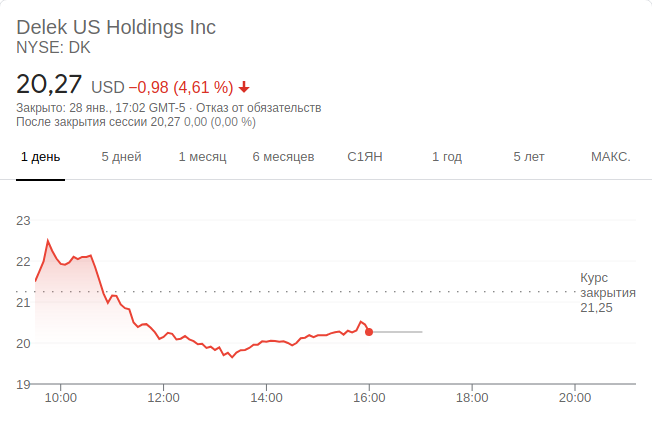 Delek US Holdings Inc
NYSE: DK
20,27 USD −0,98 (4,61 %)
Закрыто: 28 янв., 17:02 GMT-5 · Отказ от обязательств
После закрытия сессии 20,27 0,00 (0,00 %)
1 день 5 дней 1 месяц 6 месяцев С1ЯН 1 год 5 лет МАКС.
23
22
Курс
закрытия
21,25
21
20
19
10:00 12:00 14:00 16:00 18:00 20:00